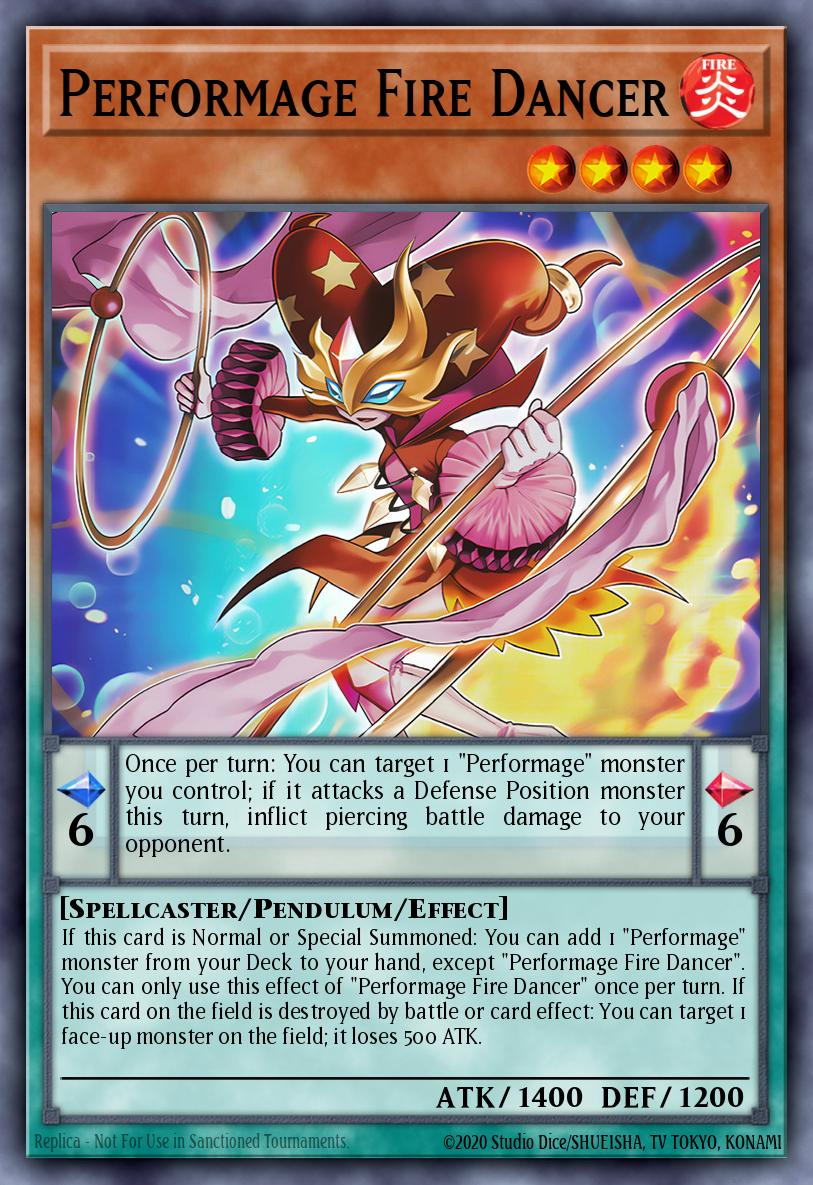 Performage Fire Dancer
FIRE
炎
Once per turn: You can target 1 "Performage" monster
you control; if it attacks a Defense Position monster
this turn, inflict piercing battle damage to your
opponent.
6
6
[Spellcaster/Pendulum/Effect]
If this card is Normal or Special Summoned: You can add 1 "Performage"
monster from your Deck to your hand, except "Performage Fire Dancer".
You can only use this effect of "Performage Fire Dancer" once per turn. If
this card on the field is destroyed by battle or card effect: You can target 1
face-up monster on the field; it loses 500 ATK.
ATK/1400 DEF/1200
Replica - Not For Use in Sanctioned Tournaments.
©2020 Studio Dice/SHUEISHA, TV TOKYO, KONAMI